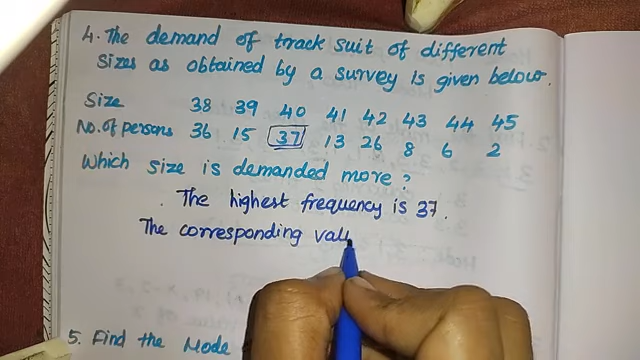 4. The demand of track suit of different
sizes as obtained by a survey is given below.
Size 38 39 40 41 42 43 44 45
No. of persons 36 15 37 13 26 8 6 2
Which size is demanded more?
The highest frequency is 37.
The corresponding valu
5. Find the Mode